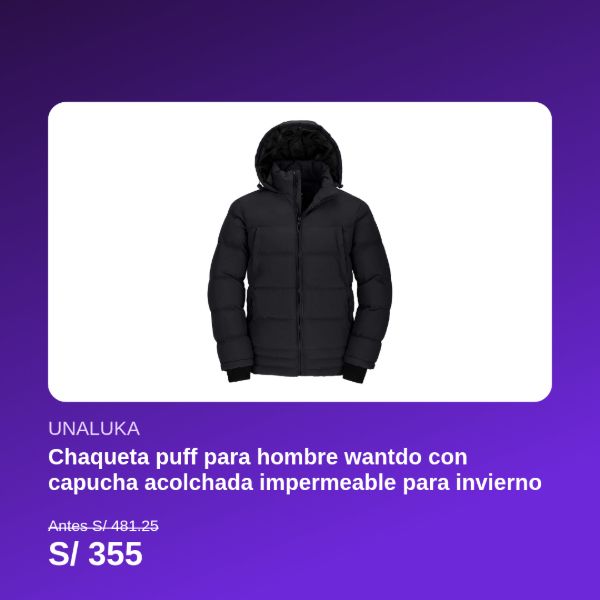 UNALUKA
Chaqueta puff para hombre wantdo con
capucha acolchada impermeable para invierno
Antes S/ 481.25
S/ 355